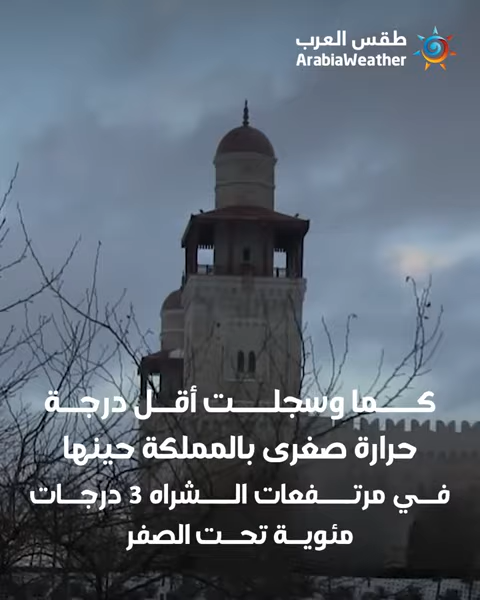 طقس العرب
ArabiaWeather
كما وسجلت أقل درجة
حرارة صغرى بالمملكة حينها
في مرتفعات الشراه 3 درجات
مئوية تحت الصفر